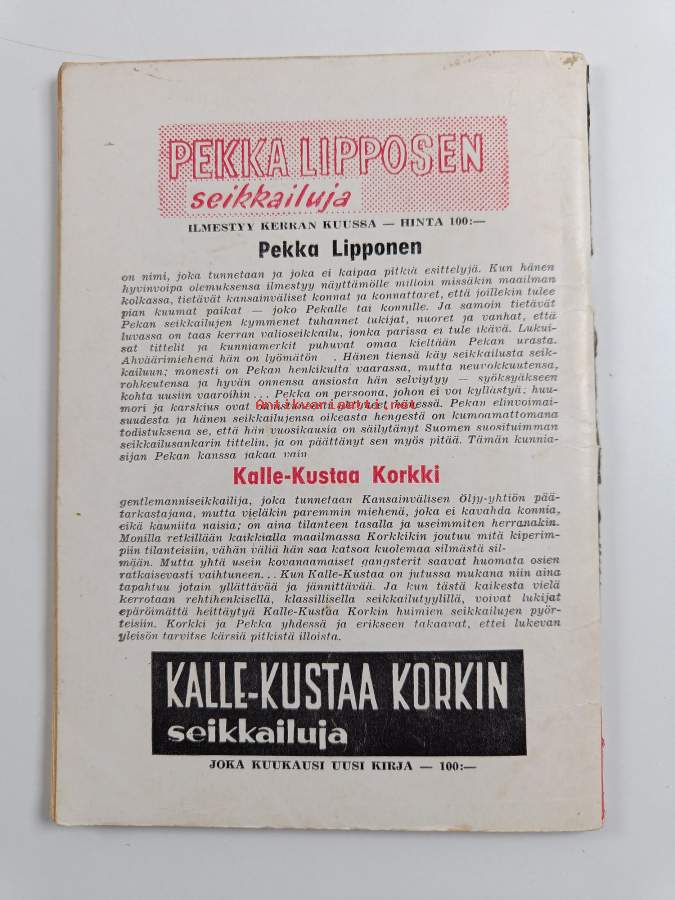 PEKKA LIPPOSEN
seikkailuja
ILMESTYY KERRAN KUUSSA — HINTA 100:—
Pekka Lipponen
on nimi, joka tunnetaan ja joka ei kaipaa pitkiä esittelyjä. Kun hänen
hyvinvoipa olemuksensa ilmestyy näyttämölle milloin missäkin maailman
kolkassa, tietävät kansainväliset konnat ja konnattaret, että joillekin tulee
pian kuumat paikat — joko Pekalle tai konnille. Ja samoin tietävät
Pekan seikkailujen kymmenet tuhannet lukijat, nuoret ja vanhat, että
luvassa on taas kerran valioseikkailu, jonka parissa ei tule ikävä. Lukui-
sat tittelit ja kunniamerkit puhuvat omaa kieltään Pekan urasta.
Ahväärimiehenä hän on lyömätön . Hänen tiensä käy seikkailusta seik-
kailuun; monesti on Pekan henkikulta vaarassa, mutta neuvokkuutensa,
rohkeutensa ja hyvän onnensa ansiosta hän selviytyy — syöksyäkseen
kohta uusiin vaaroihin... Pekka on persoona, johon ei voi kyllästyä; huu-
mori ja karskius ovat onnistuneesti parituneet hänessä. Pekan elinvoimai-
suudesta ja hänen seikkailujensa oikeasta hengestä on kumoamattomana
todistuksena se, että hän vuosikausia on säilyttänyt Suomen suosituimman
seikkailusankarin tittelin, ja on päättänyt sen myös pitää. Tämän kunnia-
sijan Pekan kanssa jakaa vain
Kalle-Kustaa Korkki
gentlemanniseikkailija, joka tunnetaan Kansainvälisen Öljy-yhtiön pää-
tarkastajana, mutta vieläkin paremmin miehenä, joka ei kavahda konnia,
eikä kauniita naisia; on aina tilanteen tasalla ja useimmiten herranakin.
Monilla retkillään kaikkialla maailmassa Korkkikin joutuu mitä kiperim-
piin tilanteisiin, vähän väliä hän saa katsoa kuolemaa silmästä sil-
mään. Mutta yhtä usein kovanaamaiset gangsterit saavat huomata osien
ratkaisevasti vaihtuneen... Kun Kalle-Kustaa on jutussa mukana niin aina
tapahtuu jotain yllättävää ja jännittävää. Ja kun tästä kaikesta vielä
kerrotaan rehtihenkisellä, klassillisella seikkailutyylillä, voivat lukijat
epäröimättä heittäytyä Kalle-Kustaa Korkin huimien seikkailujen pyör-
teisiin. Korkki ja Pekka yhdessä ja erikseen takaavat, ettei lukevan
yleisön tarvitse kärsiä pitkistä illoista.
KALLE-KUSTAA KORKIN
seikkailuja
JOKA KUUKAUSI UUSI KIRJA — 100:—